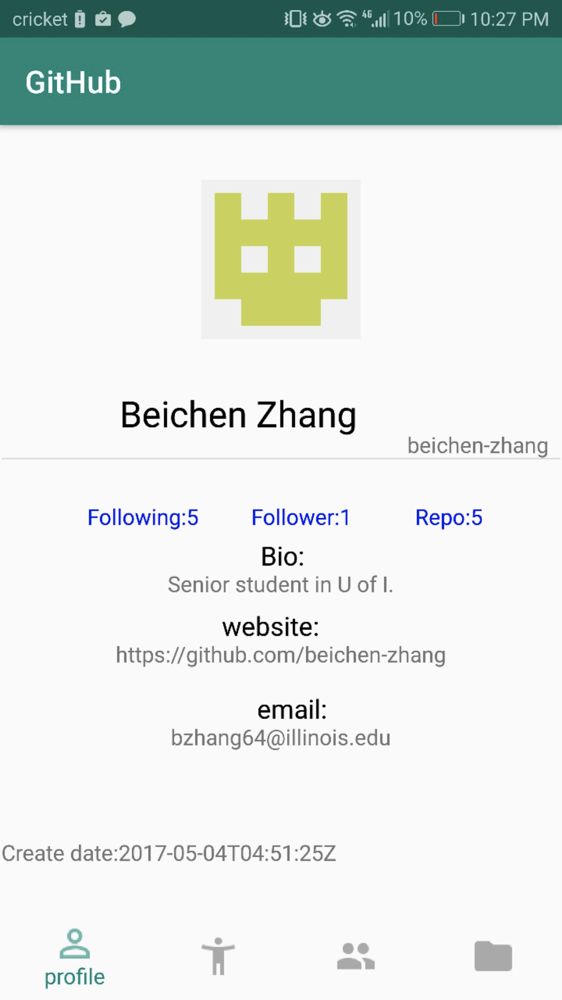 cricket 4G 10% 10:27 PM
GitHub
Beichen Zhang
beichen-zhang
Following:5 Follower:1 Repo:5
Bio:
Senior student in U of I.
website:
https://github.com/beichen-zhang
email:
bzhang64@illinois.edu
Create date:2017-05-04T04:51:25Z
profile